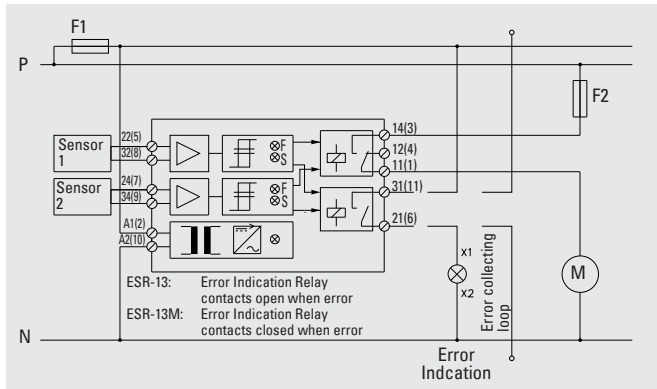 F1
P
F2
14(3)
12(4)
11(1)
31(11)
21(6)
22(5)
32(8)
Sensor
1
24(7)
34(9)
Sensor
2
A1(2)
A2(10)
F
S
F
S
ESR-13: Error Indication Relay
contacts open when error
ESR-13M: Error Indication Relay
contacts closed when error
x1
x2
Error collecting
loop
M
N
Error
Indcation